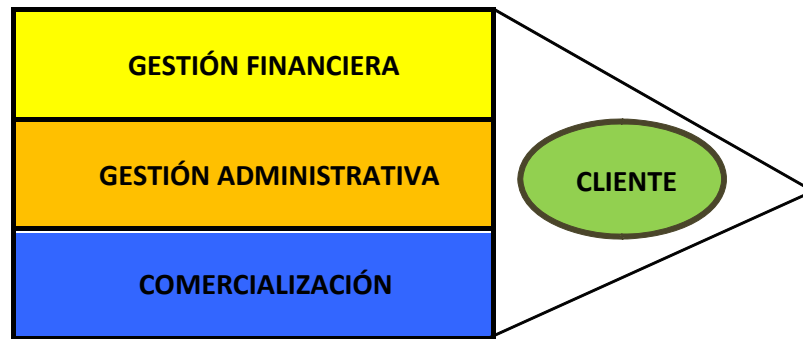 GESTIÓN FINANCIERA
GESTIÓN ADMINISTRATIVA
CLIENTE
COMERCIALIZACIÓN